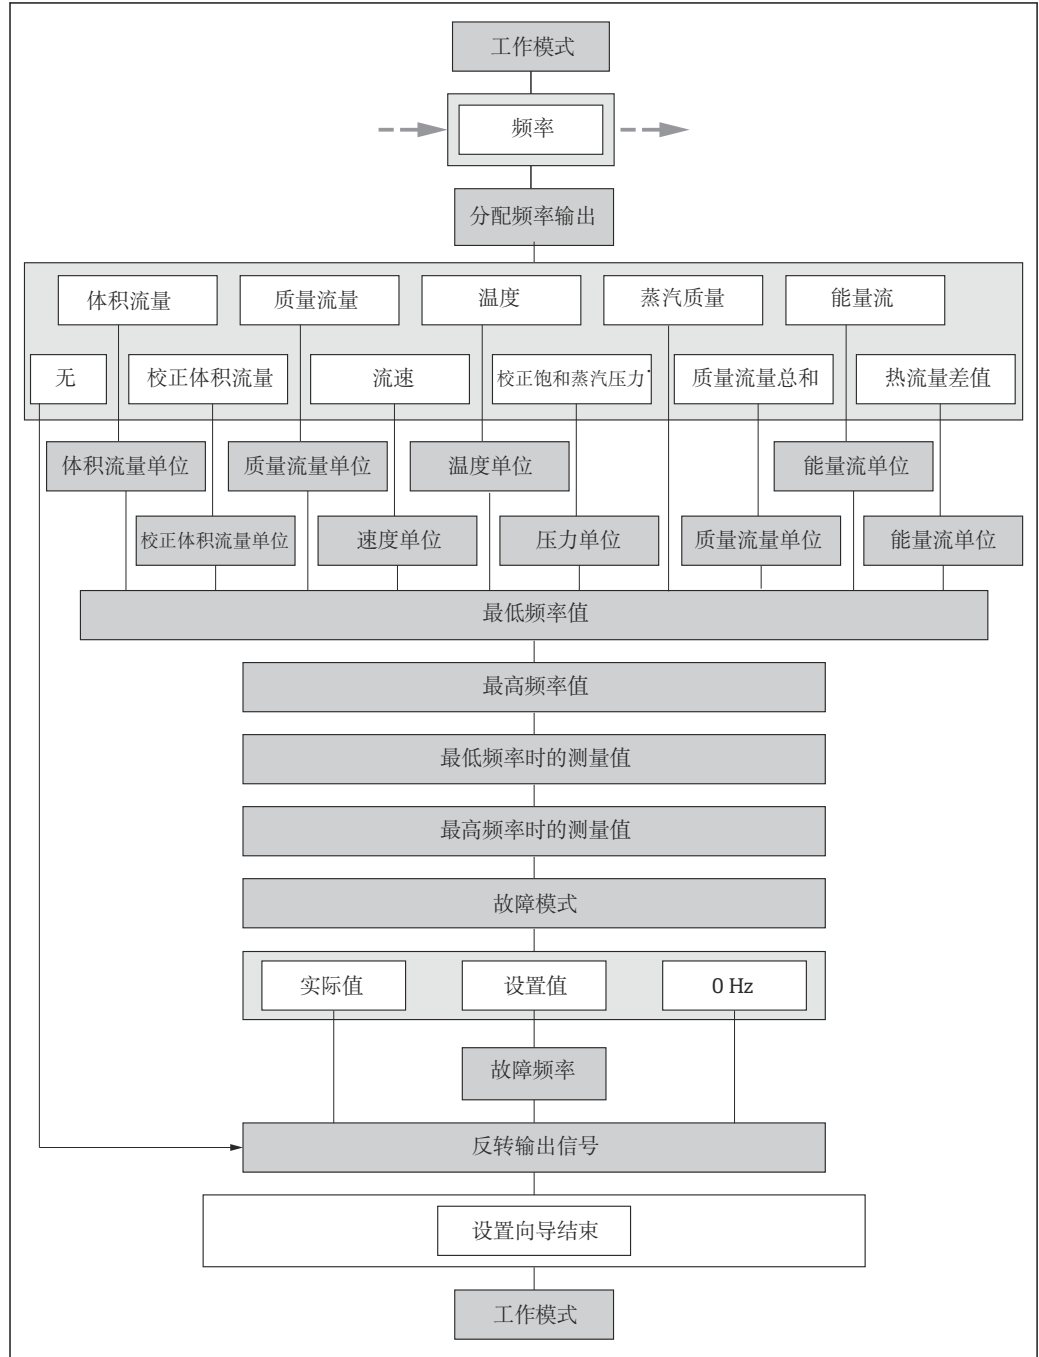 工作模式
频率
分配频率输出
体积流量
质量流量
温度
蒸汽质量
能量流
无
校正体积流量
流速
校正饱和蒸汽压力*
质量流量总和
热流量差值
体积流量单位
质量流量单位
温度单位
能量流单位
校正体积流量单位
速度单位
压力单位
质量流量单位
能量流单位
最低频率值
最高频率值
最低频率时的测量值
最高频率时的测量值
故障模式
实际值
设置值
0 Hz
故障频率
反转输出信号
设置向导结束
工作模式